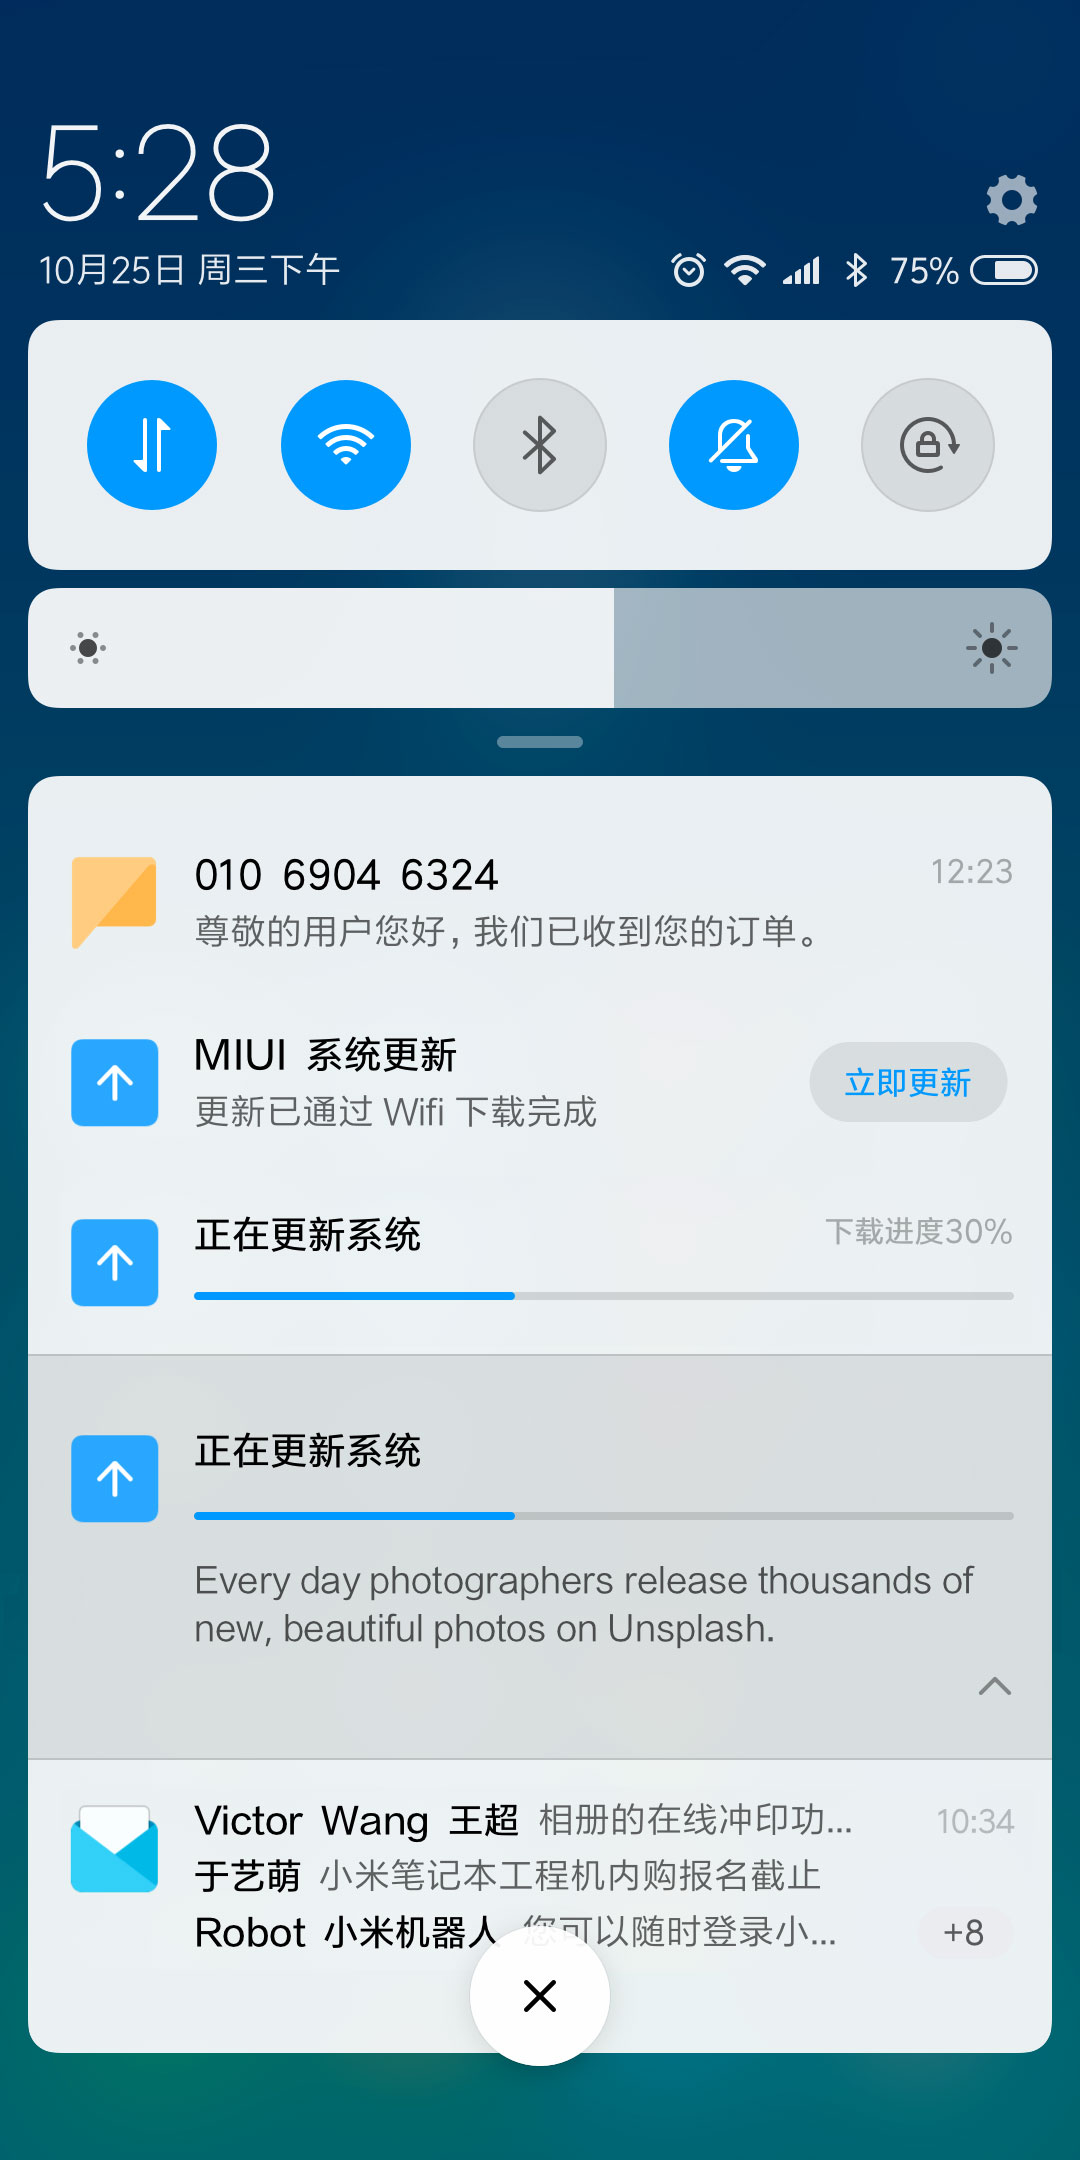 5:28
10月25日 周三下午
75%
010 6904 6324
12:23
尊敬的用户您好，我们已收到您的订单。
MIUI 系统更新
更新已通过 Wifi 下载完成
立即更新
正在更新系统
下载进度30%
正在更新系统
Every day photographers release thousands of
new, beautiful photos on Unsplash.
Victor Wang 王超 相册的在线冲印功...
10:34
于艺萌 小米笔记本工程机内购报名截止
Robot 小米机器人 您可以随时登录小...
+8